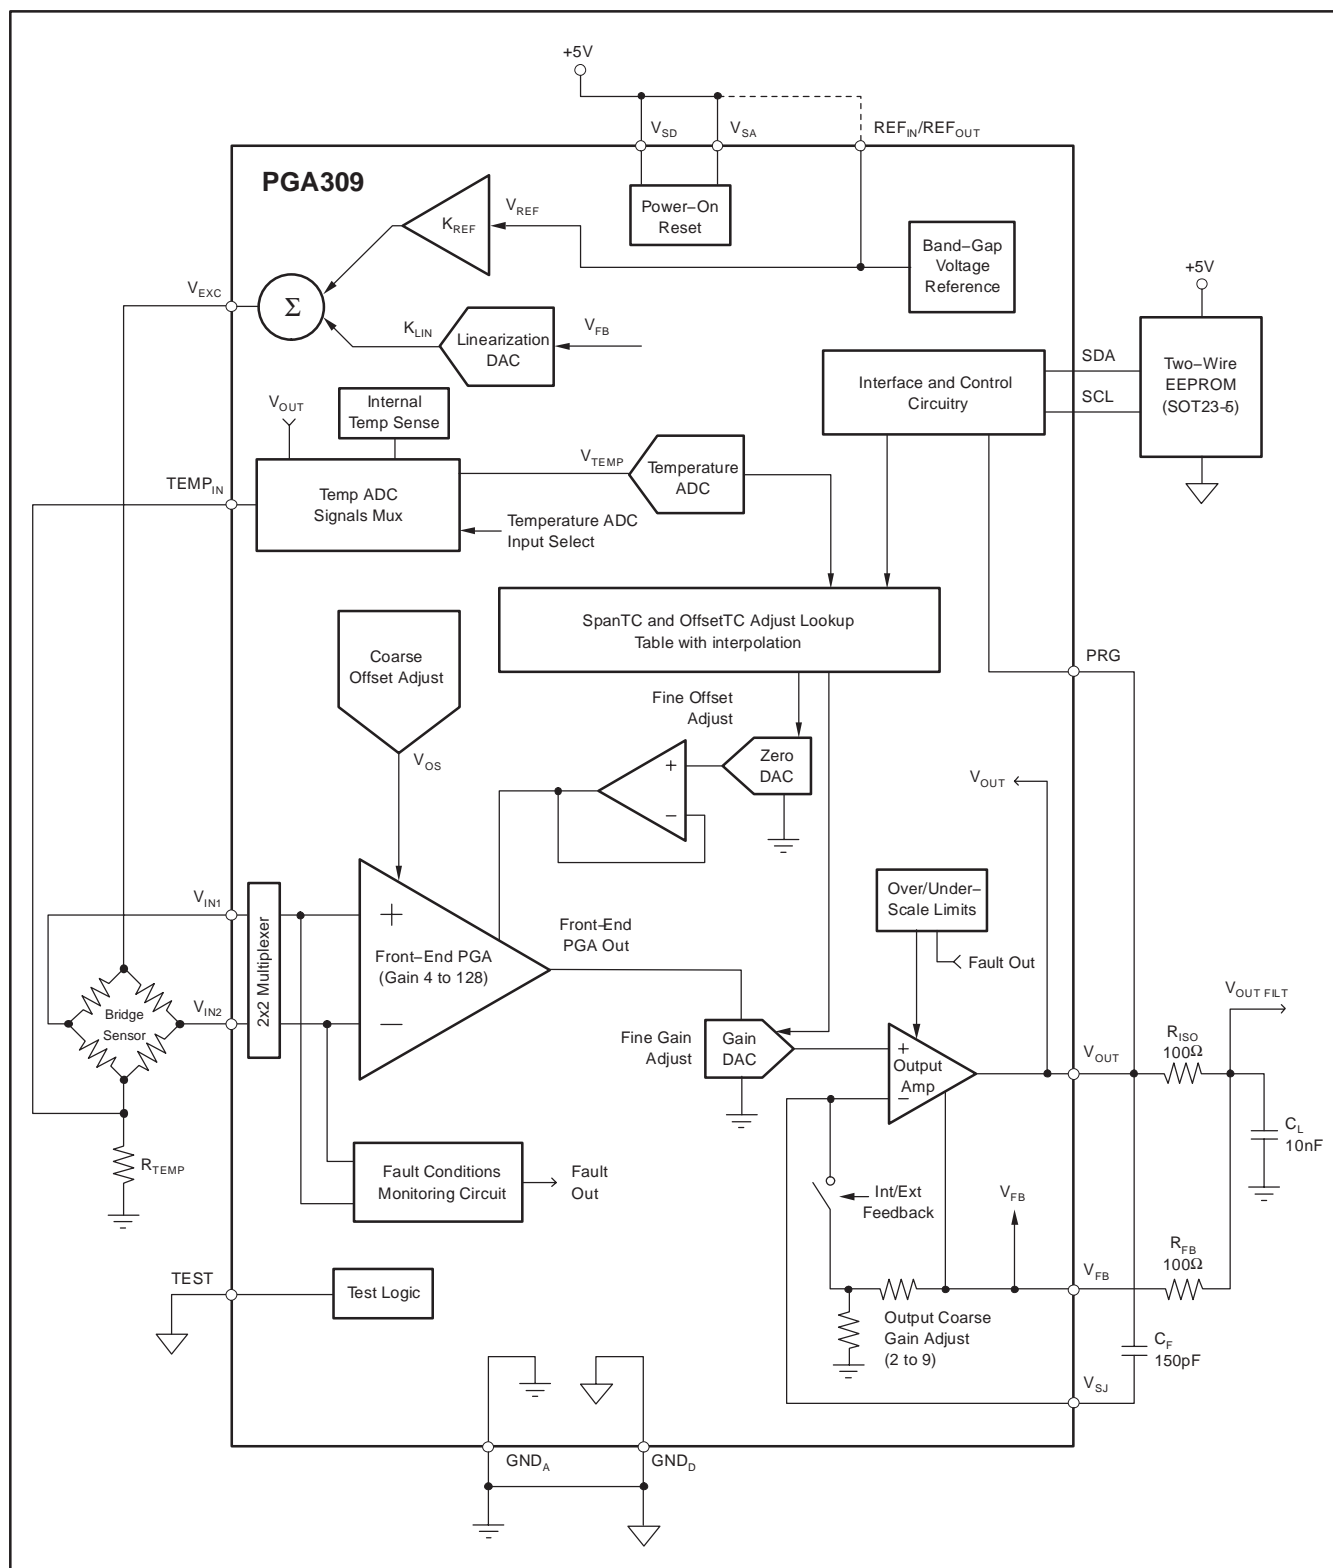 +5V
VSD
VSA
REFIN/REFOUT
PGA309
Power–On
Reset
VREF
KREF
Band–Gap
Voltage
Reference
+5V
VEXC
Σ
KLIN
Linearization
DAC
VFB
SDA
SCL
Two–Wire
EEPROM
(SOT23-5)
Interface and Control
Circuitry
VOUT
Internal
Temp Sense
VTEMP
Temperature
ADC
TEMPIN
Temp ADC
Signals Mux
Temperature ADC
Input Select
SpanTC and OffsetTC Adjust Lookup
Table with interpolation
PRG
Coarse
Offset Adjust
Fine Offset
Adjust
VOS
+
−
Zero
DAC
VOUT
VIN1
2x2 Multiplexer
+
Front–End PGA
(Gain 4 to 128)
−
Front–End
PGA Out
Over/Under–
Scale Limits
Fault Out
Bridge
Sensor
VIN2
VOUT FILT
Fine Gain
Adjust
Gain
DAC
+
Output
Amp
−
VOUT
RISO
100Ω
CL
10nF
RTEMP
Fault Conditions
Monitoring Circuit
Fault
Out
Int/Ext
Feedback
VFB
RFB
100Ω
VFB
TEST
Test Logic
Output Coarse
Gain Adjust
(2 to 9)
CF
150pF
VSJ
GNDA
GNDD